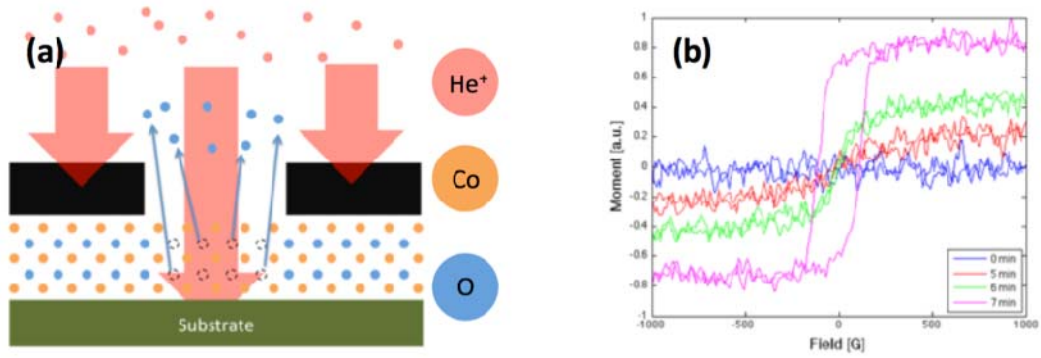 (a)
He+
Co
O
Substrate
(b)
Moment [a.u.]
1
0.8
0.6
0.4
0.2
0
-0.2
-0.4
-0.6
-0.8
-1
-1000
-500
0
500
1000
Field [G]
0 min
5 min
6 min
7 min